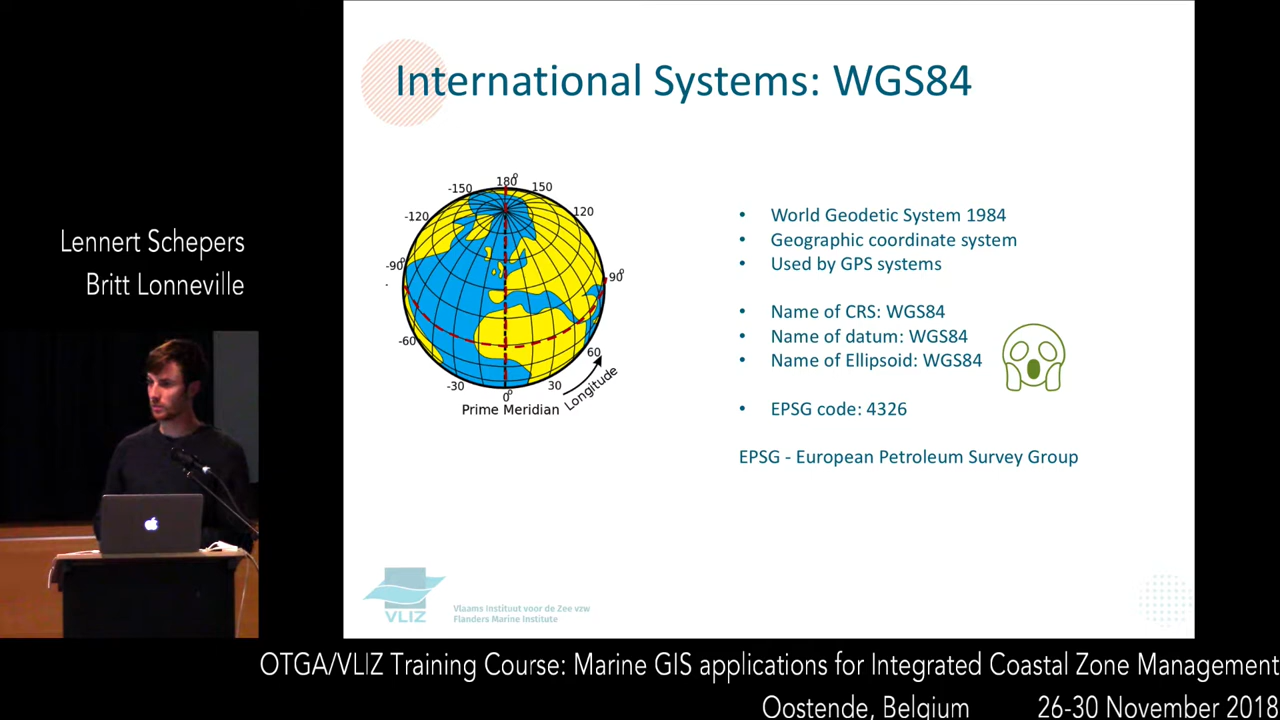 International Systems: WGS84
Lennert Schepers
Britt Lonneville
180°
-150
150
-120
120
-90°
90°
-60
60
-30
0°
30
Longitude
Prime Meridian
• World Geodetic System 1984
• Geographic coordinate system
• Used by GPS systems
• Name of CRS: WGS84
• Name of datum: WGS84
• Name of Ellipsoid: WGS84
• EPSG code: 4326
EPSG - European Petroleum Survey Group
VLIZ
Vlaams Instituut voor de Zee vzw
Flanders Marine Institute
OTGA/VLIZ Training Course: Marine GIS applications for Integrated Coastal Zone Management
Oostende, Belgium 26-30 November 2018